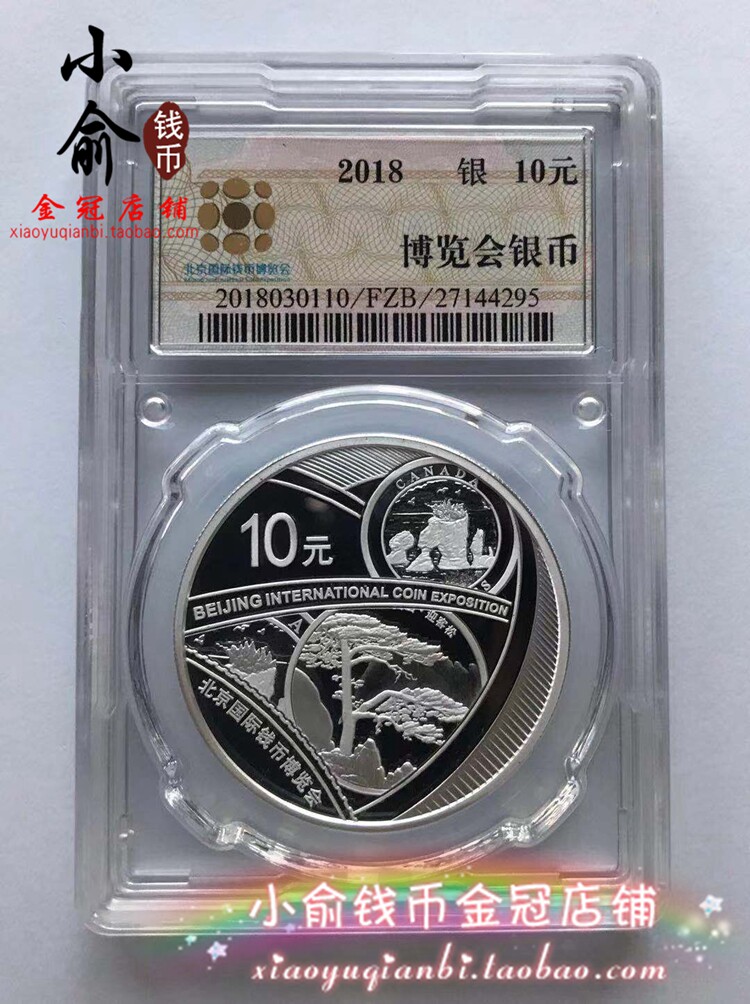 小俞
钱币
金冠店铺
xiaoyuqianbi.taobao.com
2018 银 10元
博览会银币
北京国际钱币博览会
2018030110/FZB/27144295
CANADA
10元
BEIJING INTERNATIONAL COIN EXPOSITION
迎客松
北京国际钱币博览会
小俞钱币金冠店铺
xiaoyuqianbi.taobao.com